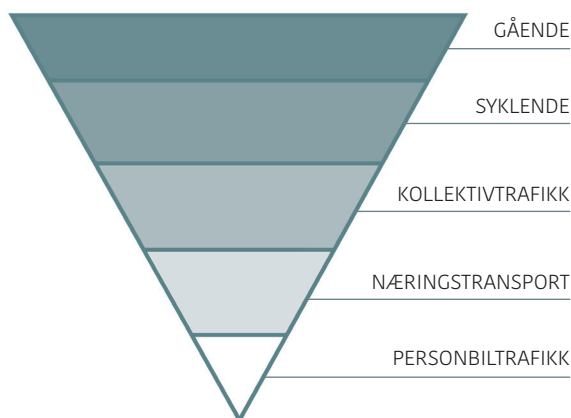 GÅENDE
SYKLENDE
KOLLEKTIVTRAFIKK
NÆRINGSTRANSPORT
PERSONBILTRAFIKK